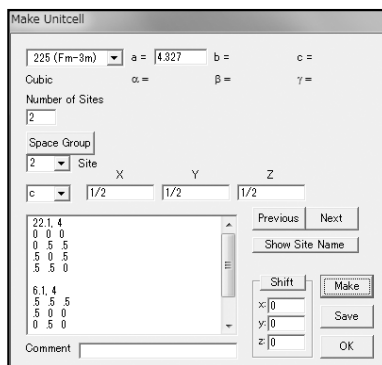 Make Unitcell
225 (Fm-3m) a = 4.327 b = c =
Cubic α = β = γ =
Number of Sites
2
Space Group
2 Site
X Y Z
c 1/2 1/2 1/2
22.1, 4
0 0 0
0 .5 .5
.5 0 .5
.5 .5 0
6.1, 4
.5 .5 .5
.5 0 0
0 .5 0
Previous Next
Show Site Name
Shift Make
x: 0
y: 0 Save
z: 0 OK
Comment